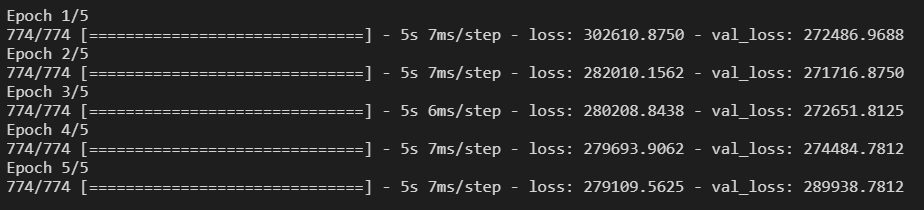 Epoch 1/5
774/774 [==============================] - 5s 7ms/step - loss: 302610.8750 - val_loss: 272486.9688
Epoch 2/5
774/774 [==============================] - 5s 7ms/step - loss: 282010.1562 - val_loss: 271716.8750
Epoch 3/5
774/774 [==============================] - 5s 6ms/step - loss: 280208.8438 - val_loss: 272651.8125
Epoch 4/5
774/774 [==============================] - 5s 7ms/step - loss: 279693.9062 - val_loss: 274484.7812
Epoch 5/5
774/774 [==============================] - 5s 7ms/step - loss: 279109.5625 - val_loss: 289938.7812